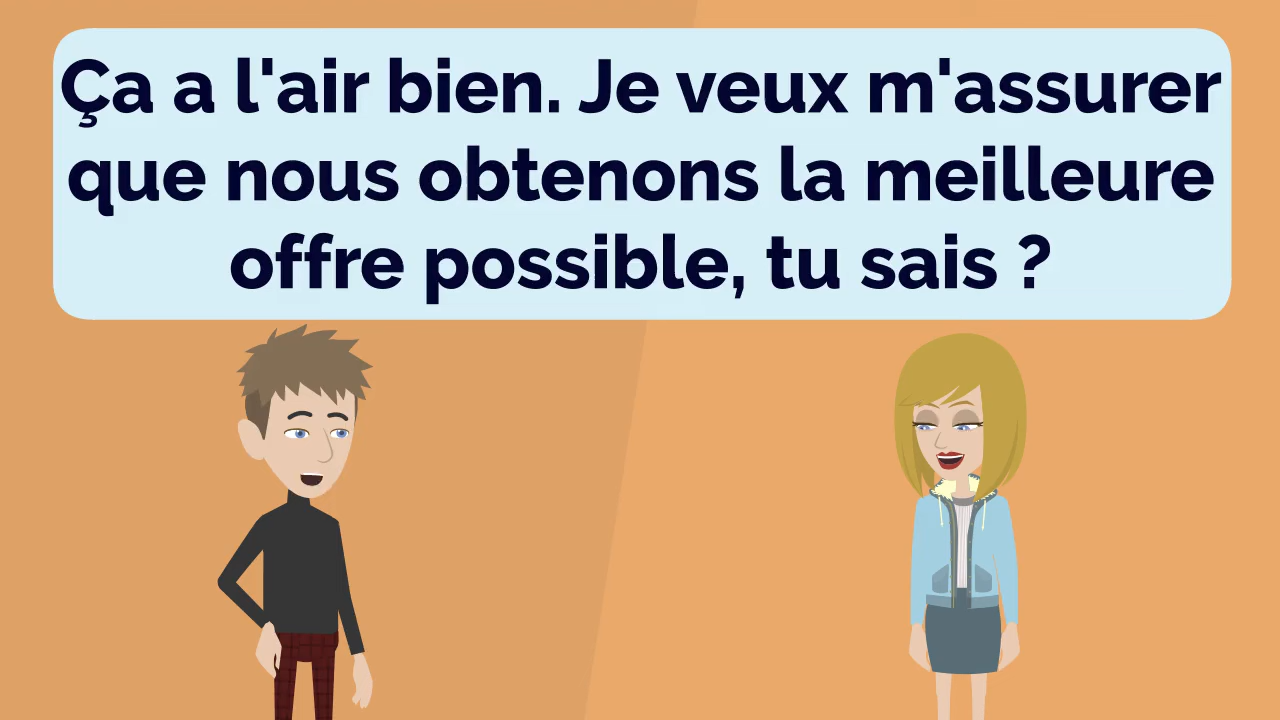 Ça a l'air bien. Je veux m'assurer
que nous obtenons la meilleure
offre possible, tu sais ?